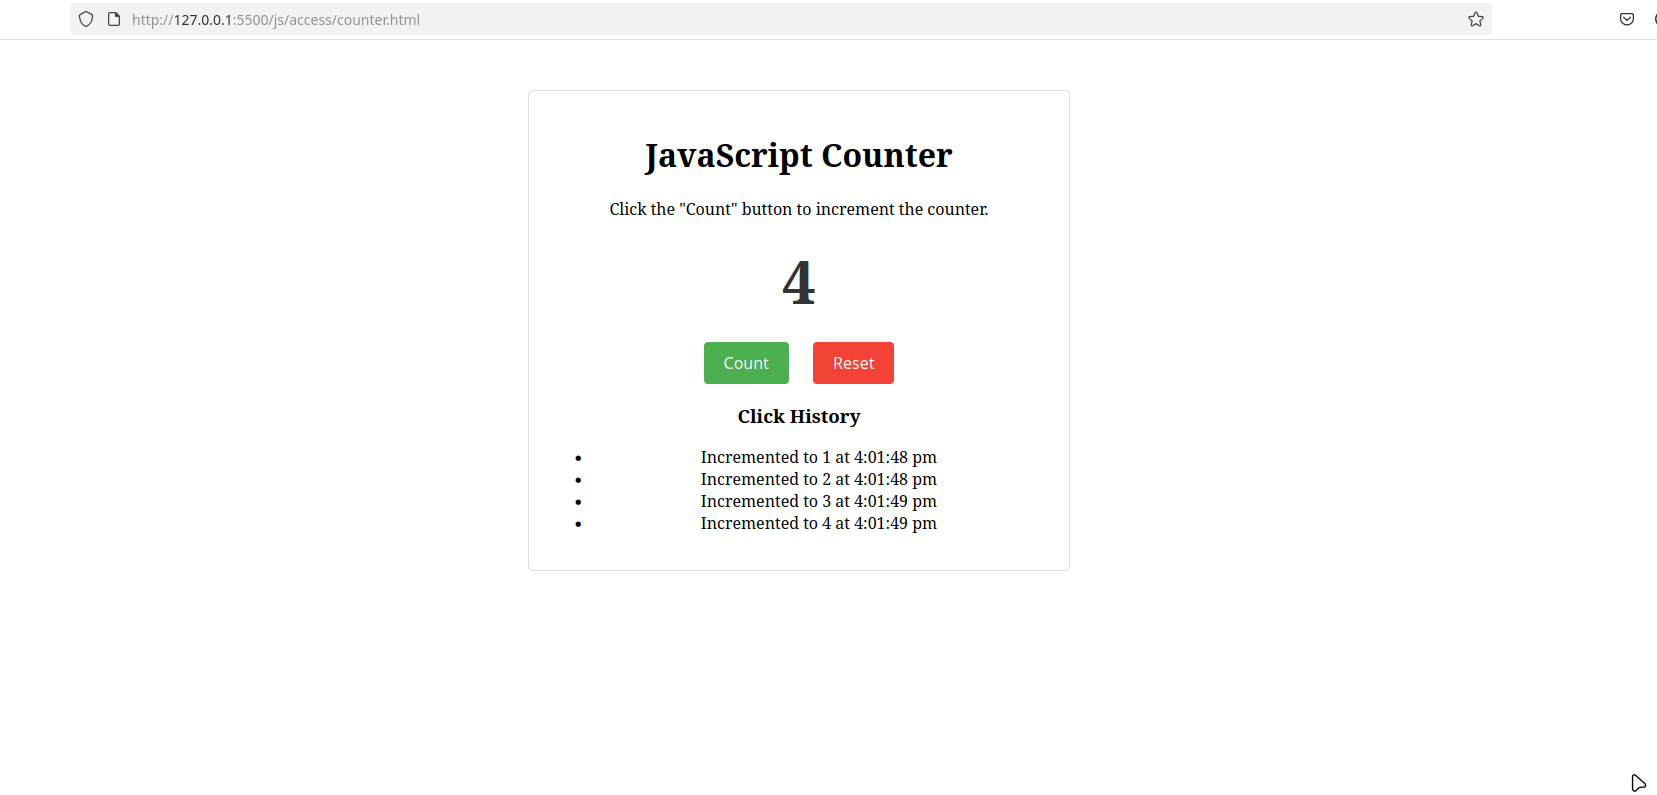 http://127.0.0.1:5500/js/access/counter.html
JavaScript Counter
Click the "Count" button to increment the counter.
4
Count Reset
Click History
• Incremented to 1 at 4:01:48 pm
• Incremented to 2 at 4:01:48 pm
• Incremented to 3 at 4:01:49 pm
• Incremented to 4 at 4:01:49 pm